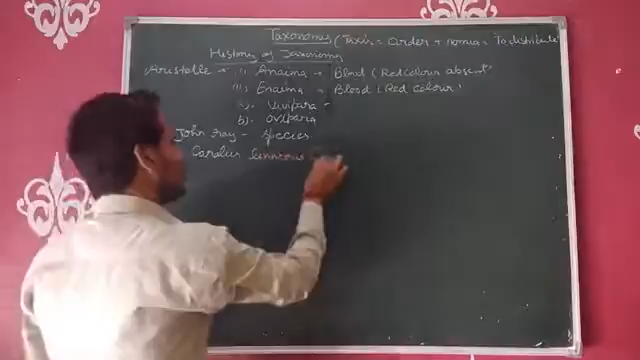 Taxonomy (Taxis = Order + nomia = To distribute
History of Taxonomy
Aristotle → (i) Anaima → Blood (Red colour absent)
(ii) Enaima → Blood (Red colour)
a). Vivipara -
b). Ovipara
John Ray - Species
Carolus Linneous